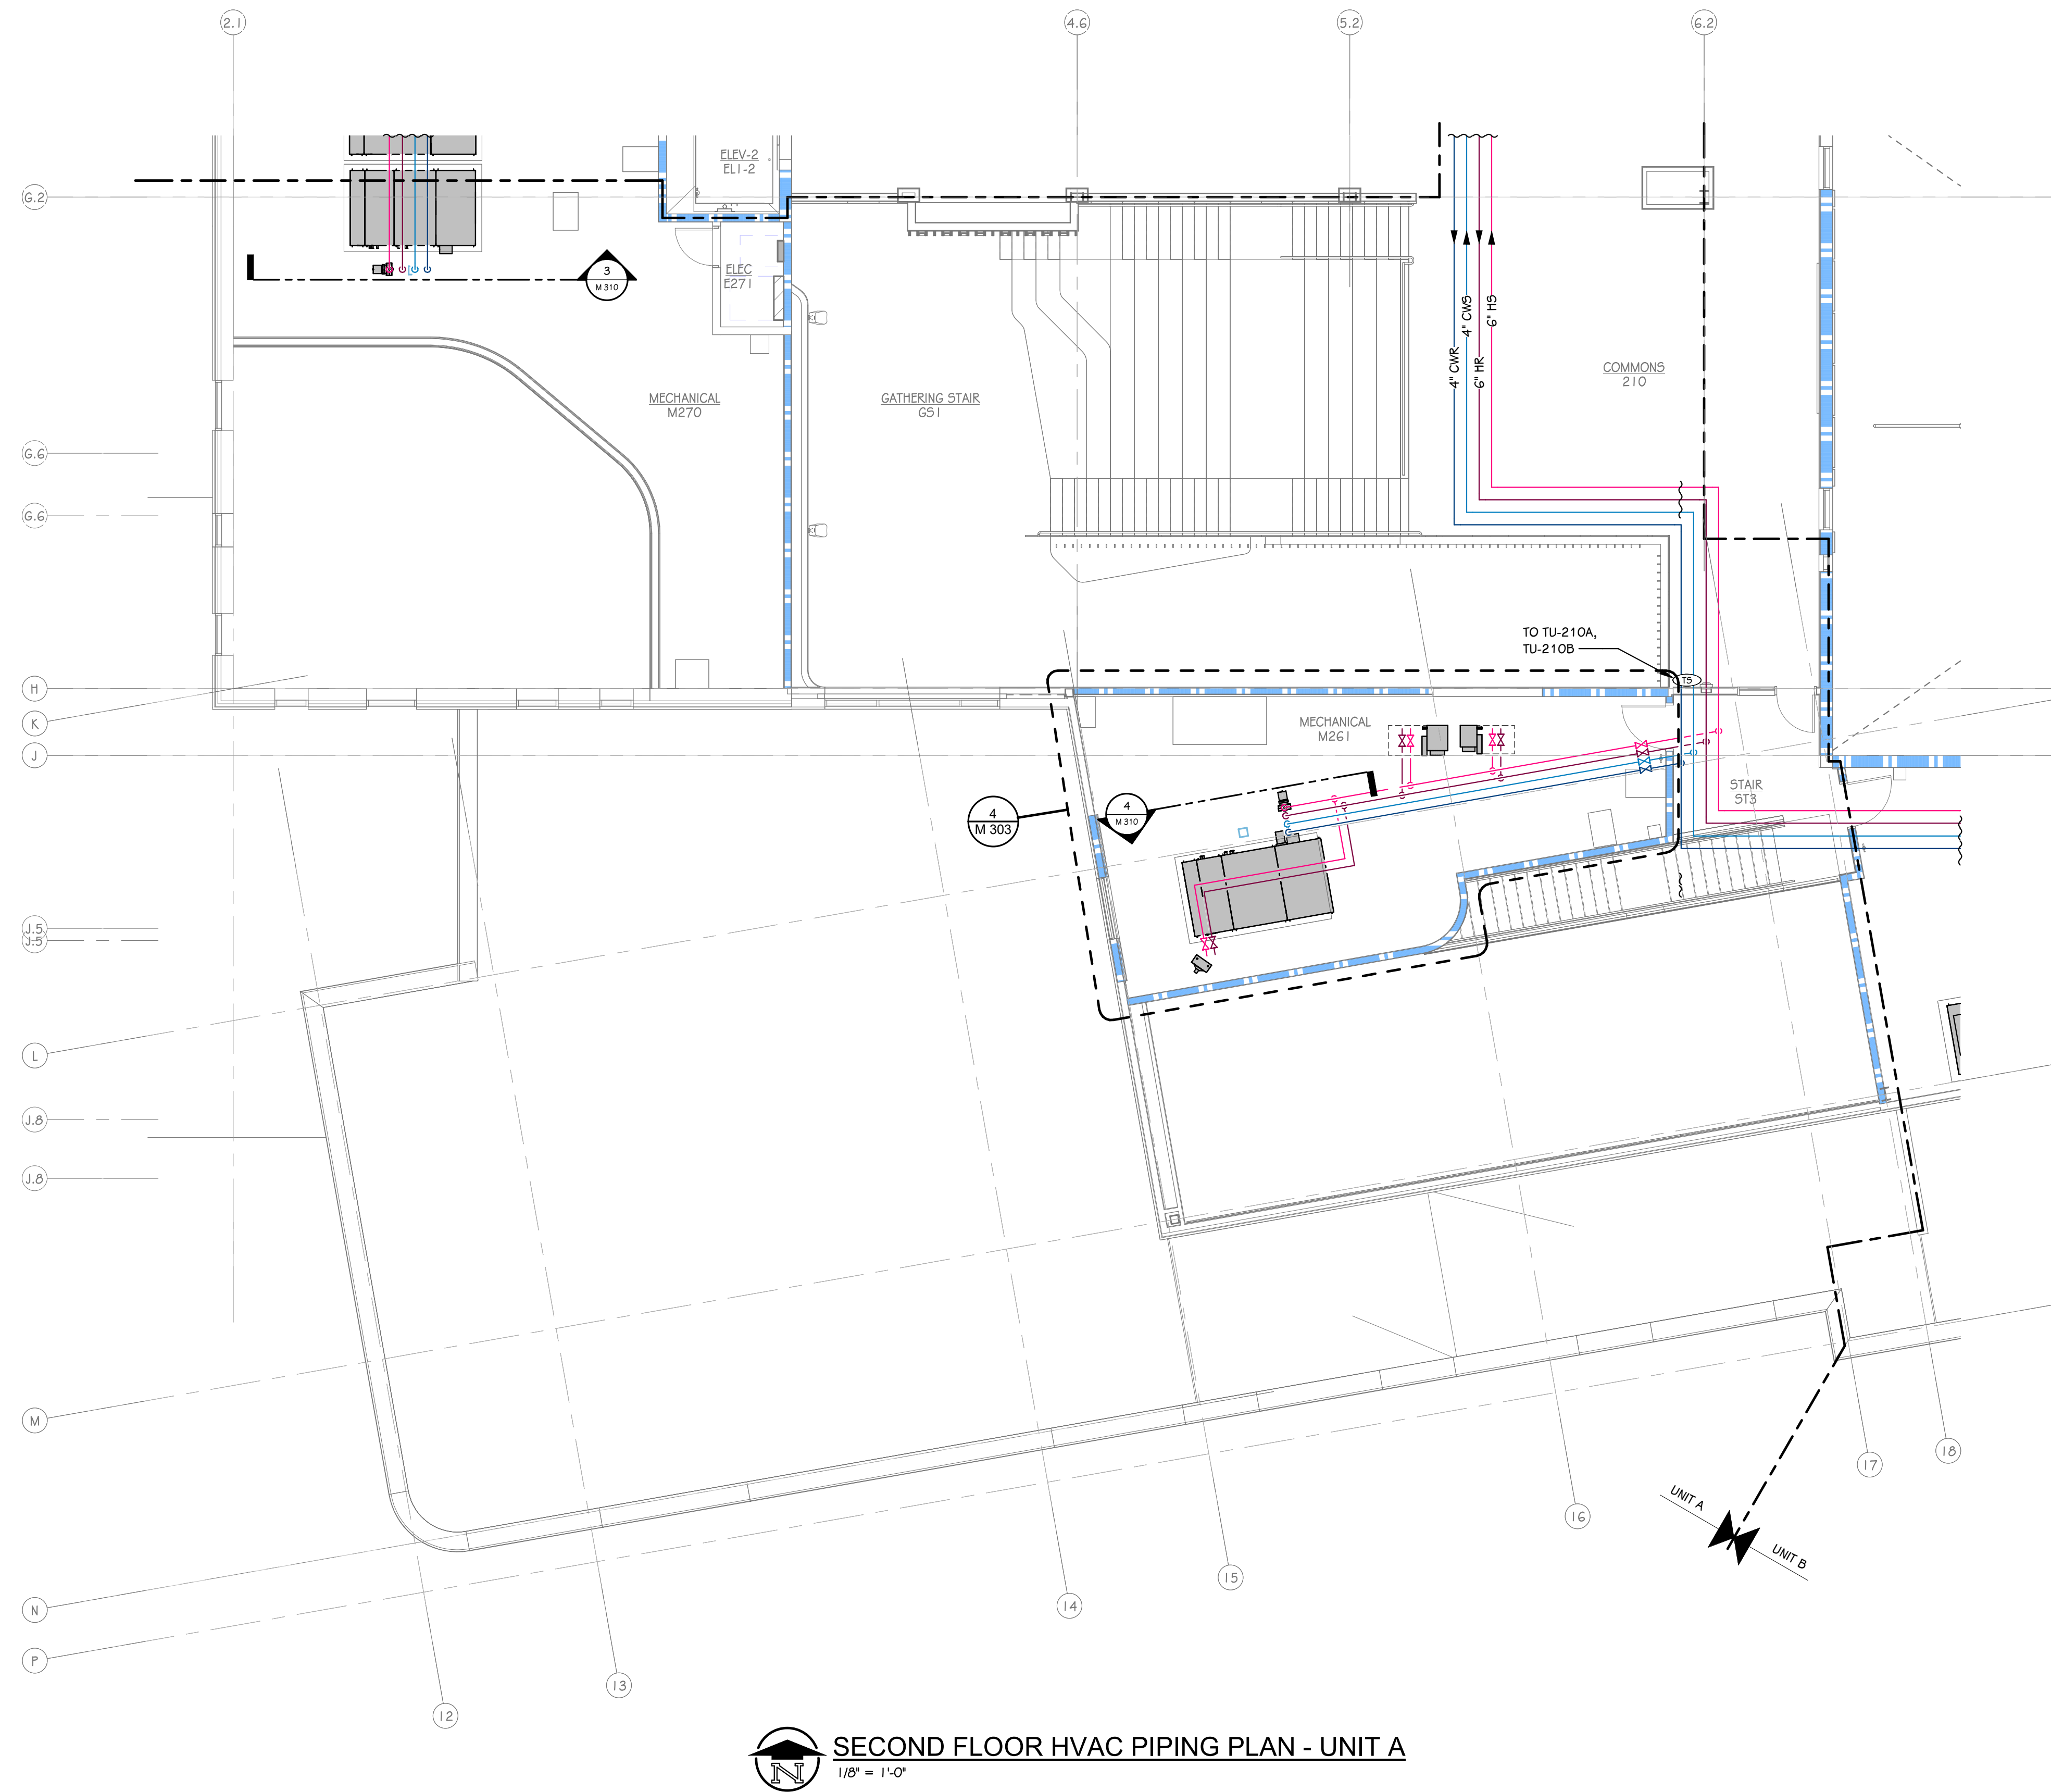 2.1
4.6
5.2
6.2
ELEV-2
EL1-2
G.2
3
M 310
ELEC
E271
4" CWR
4" CWS
6" HR
6" HS
MECHANICAL
M270
GATHERING STAIR
GS1
COMMONS
210
G.6
G.6
TO TU-210A,
TU-210B
TS
H
K
J
MECHANICAL
M261
STAIR
ST3
4
M 303
4
M 310
J.5
J.5
L
J.8
J.8
M
N
P
12
13
14
15
16
17
18
UNIT A
UNIT B
N
SECOND FLOOR HVAC PIPING PLAN - UNIT A
1/8" = 1'-0"